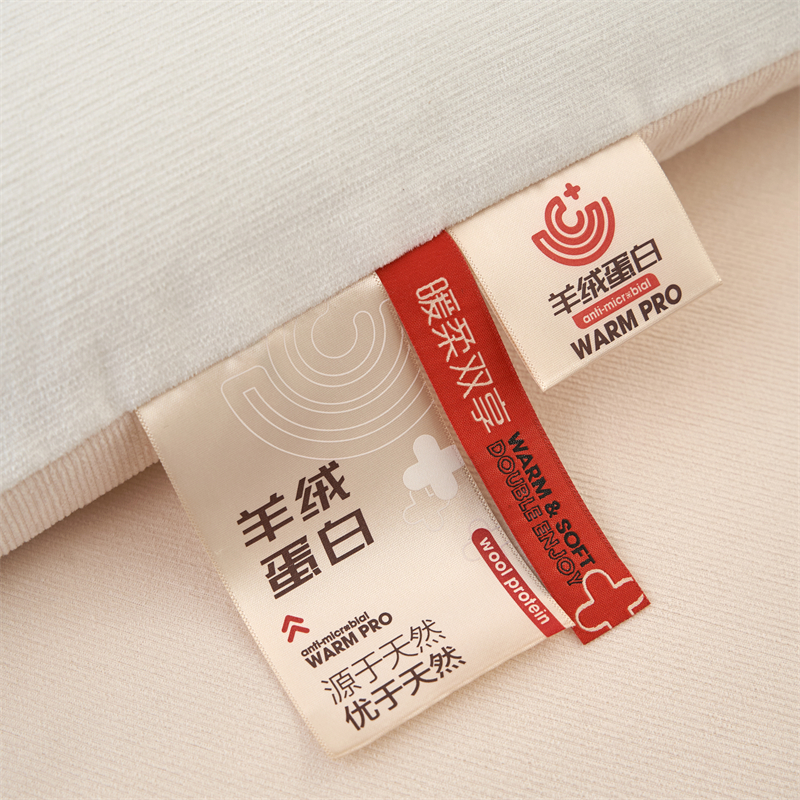 羊绒蛋白
anti-microbial
WARM PRO
暖柔双享
WARM & SOFT
DOUBLE ENJOY
羊绒
蛋白
wool protein
anti-microbial
WARM PRO
源于天然
优于天然